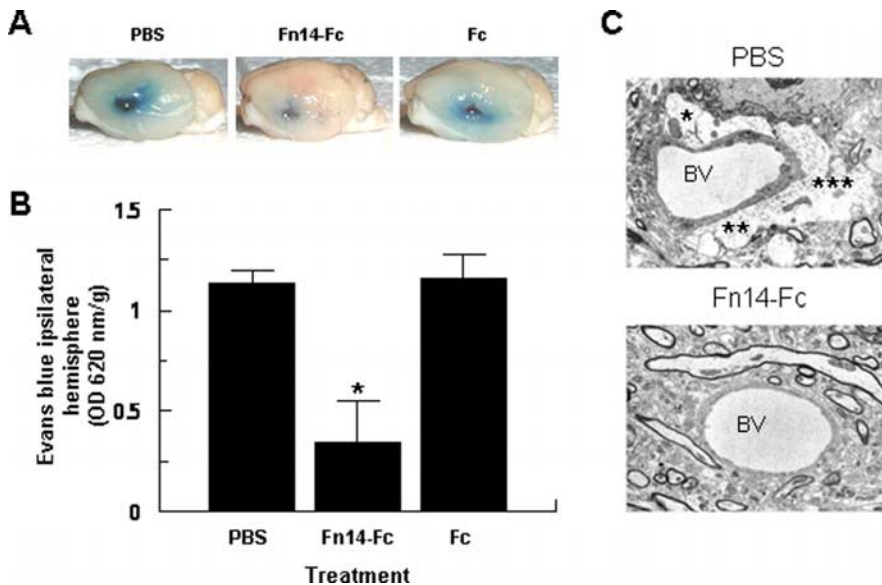 A
PBS
Fn14-Fc
Fc
B
Evans blue ipsilateral
hemisphere
(OD 620 nm/g)
1.5
1
0.5
0
*
PBS
Fn14-Fc
Fc
Treatment
C
PBS
*
BV
***
**
Fn14-Fc
BV